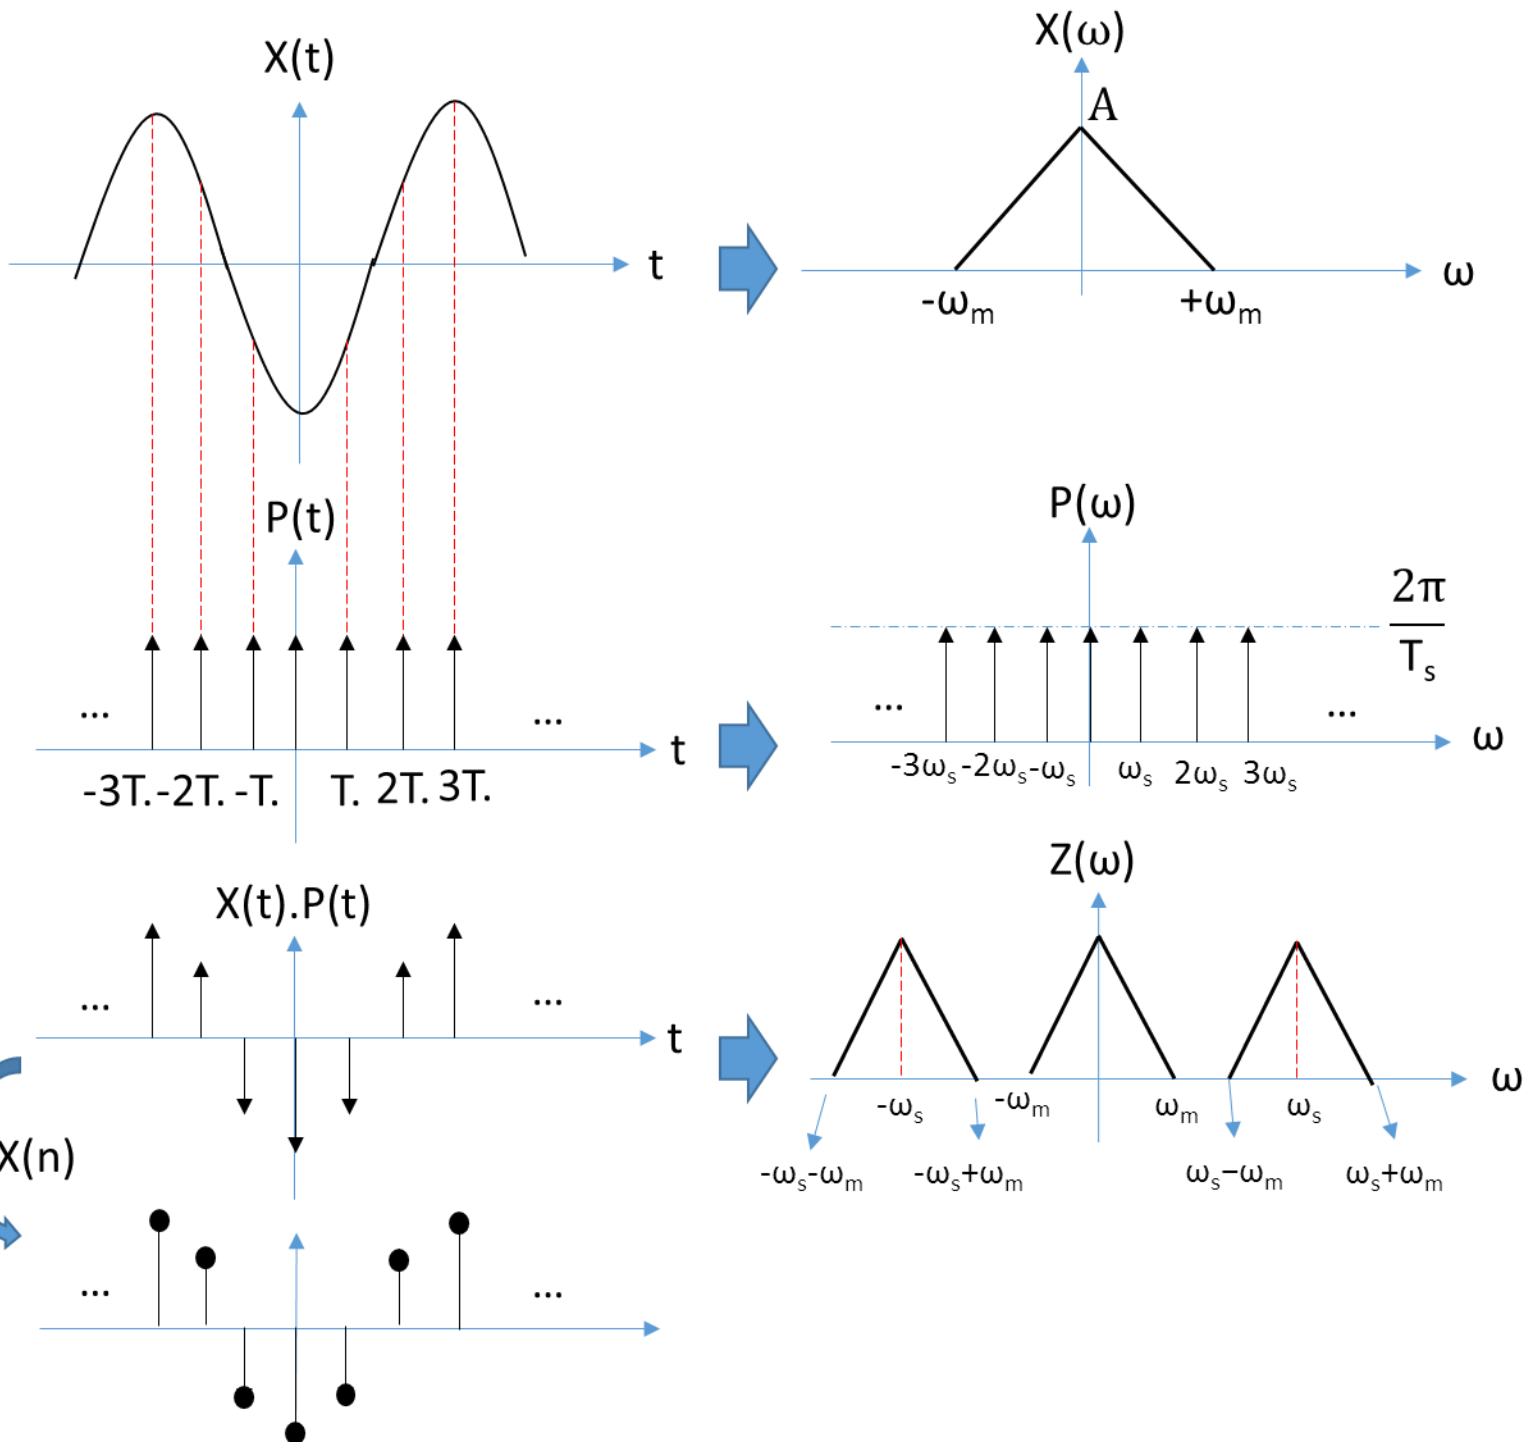 X(t)
t
X(ω)
A
ω
-ωm
+ωm
P(t)
...
...
t
-3T. -2T. -T. T. 2T. 3T.
P(ω)
2π
Ts
...
...
ω
-3ωs -2ωs -ωs ωs 2ωs 3ωs
X(t).P(t)
...
...
t
Z(ω)
ω
-ωs
-ωm
ωm
ωs
-ωs-ωm
-ωs+ωm
ωs−ωm
ωs+ωm
X(n)
...
...